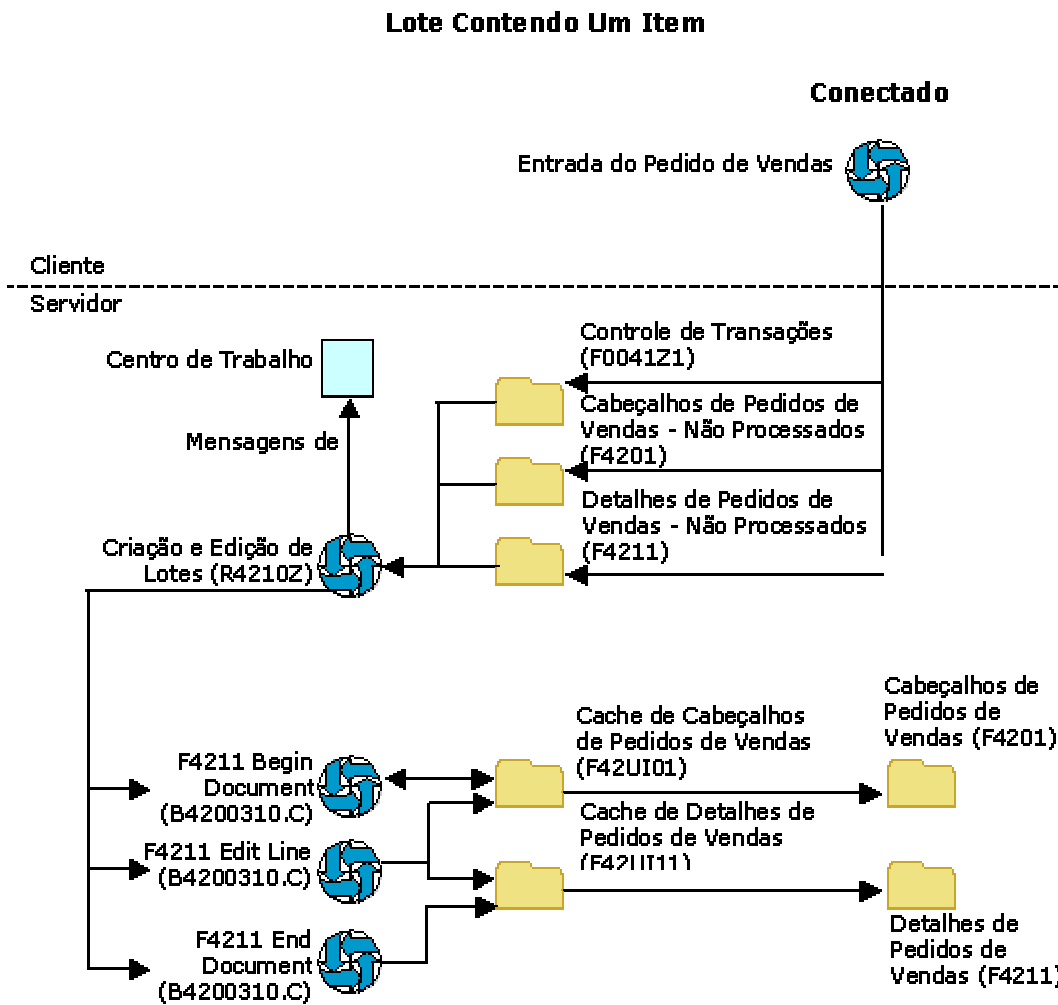 Lote Contendo Um Item
Conectado
Entrada do Pedido de Vendas
Cliente
Servidor
Controle de Transações
(F0041Z1)
Centro de Trabalho
Cabeçalhos de Pedidos de
Vendas - Não Processados
(F4201)
Mensagens de
Detalhes de Pedidos de
Vendas - Não Processados
(F4211)
Criação e Edição de
Lotes (R4210Z)
Cabeçalhos de
Pedidos de
Vendas (F4201)
Cache de Cabeçalhos
de Pedidos de Vendas
(F42UI01)
F4211 Begin
Document
(B4200310.C)
Cache de Detalhes de
Pedidos de Vendas
(F42UI11)
F4211 Edit Line
(B4200310.C)
F4211 End
Document
(B4200310.C)
Detalhes de
Pedidos de
Vendas (F4211)